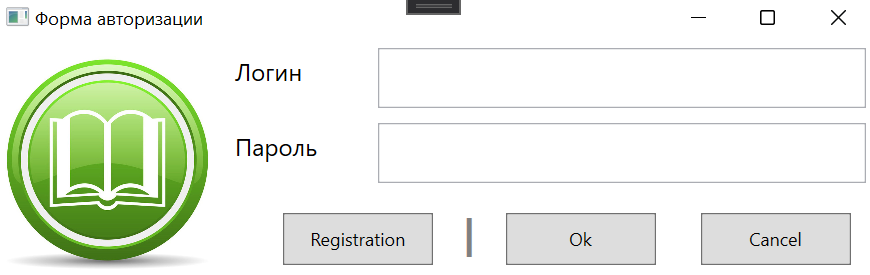 Форма авторизации
Логин
Пароль
Registration | Ok Cancel